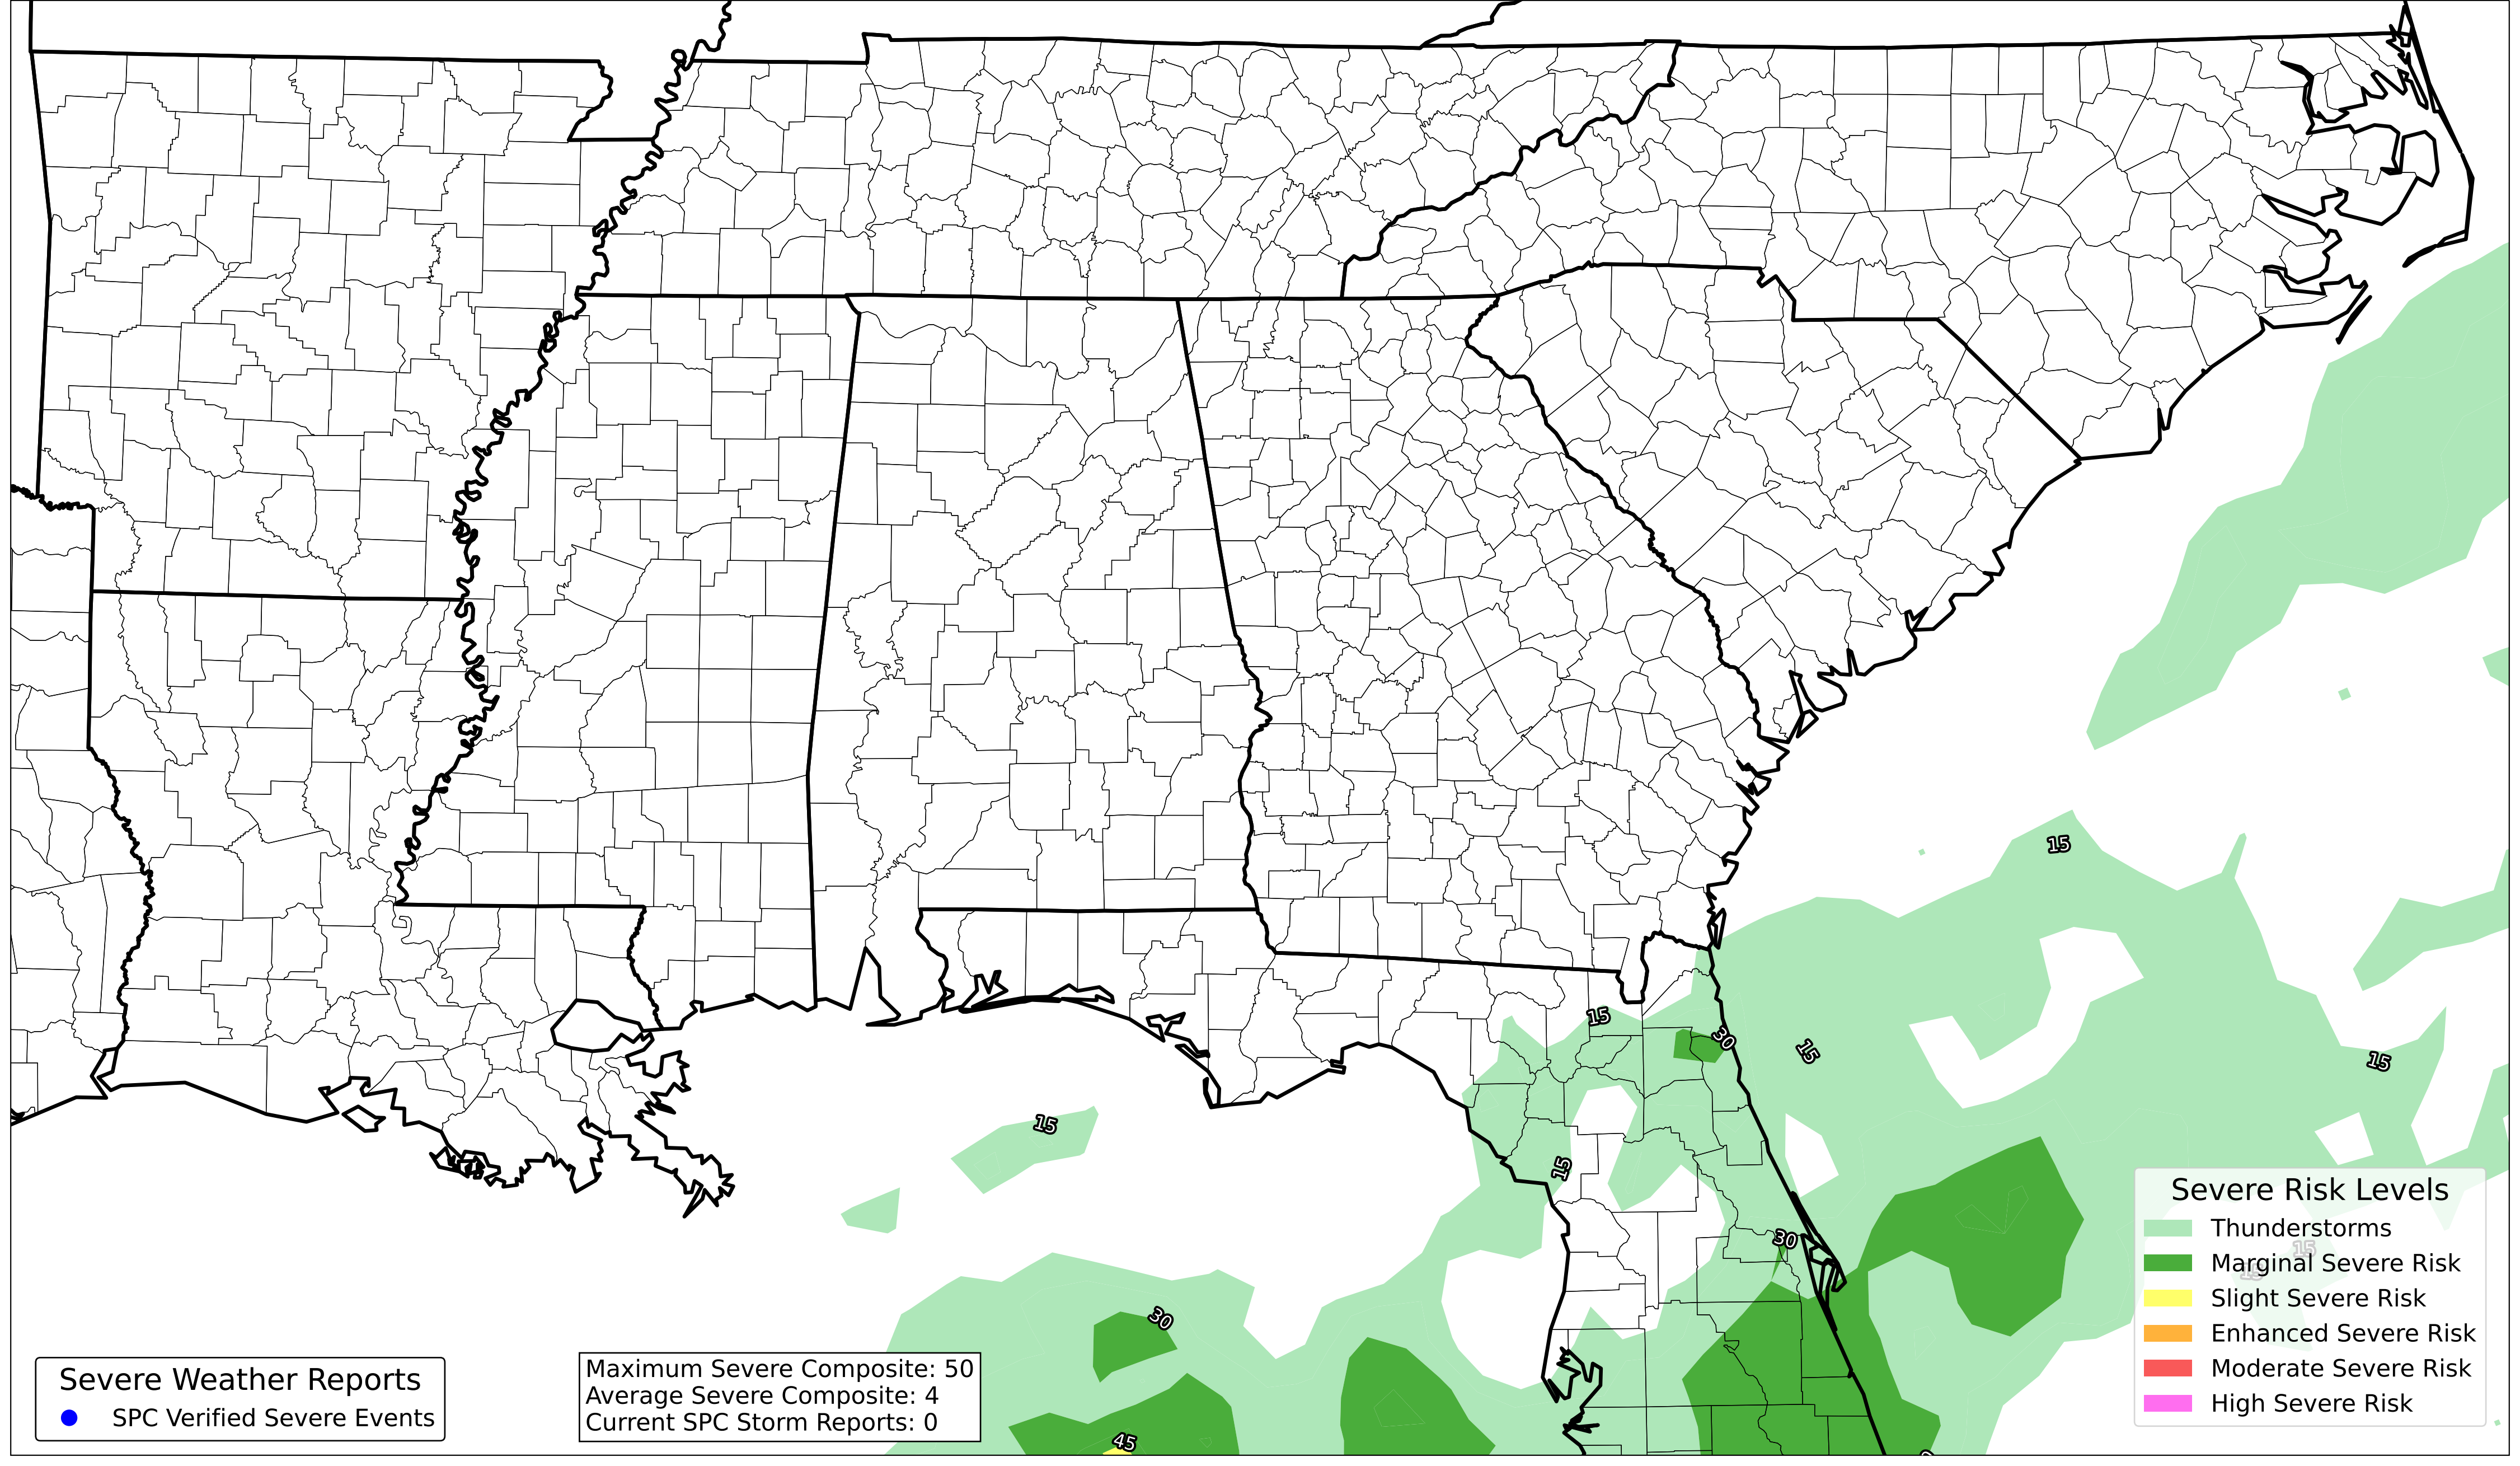 15
15
30
15
15
15
15
30
30
45
Severe Risk Levels
Thunderstorms
15
Marginal Severe Risk
15
Slight Severe Risk
Enhanced Severe Risk
Moderate Severe Risk
High Severe Risk
Severe Weather Reports
SPC Verified Severe Events
Maximum Severe Composite: 50
Average Severe Composite: 4
Current SPC Storm Reports: 0